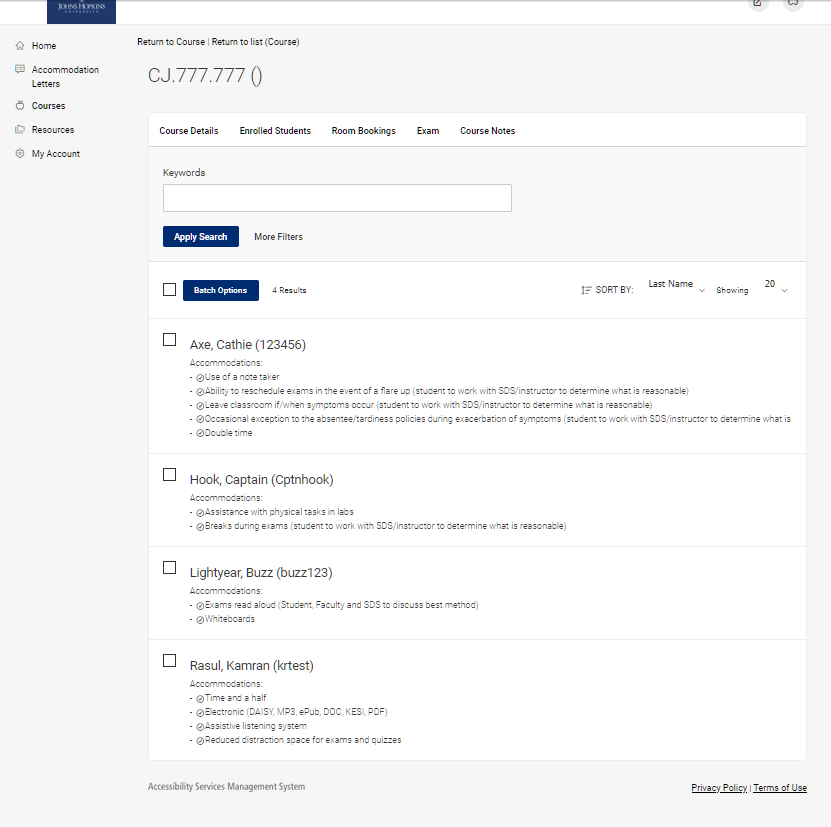 JOHNS HOPKINS
UNIVERSITY
CJ
Return to Course | Return to list (Course)
Home
Accommodation
Letters
Courses
Resources
My Account
CJ.777.777 ()
Course Details Enrolled Students Room Bookings Exam Course Notes
Keywords
Apply Search More Filters
Batch Options 4 Results SORT BY: Last Name Showing 20
Axe, Cathie (123456)
Accommodations:
- Use of a note taker
- Ability to reschedule exams in the event of a flare up (student to work with SDS/instructor to determine what is reasonable)
- Leave classroom if/when symptoms occur (student to work with SDS/instructor to determine what is reasonable)
- Occasional exception to the absentee/tardiness policies during exacerbation of symptoms (student to work with SDS/instructor to determine what is
- Double time
Hook, Captain (Cptnhook)
Accommodations:
- Assistance with physical tasks in labs
- Breaks during exams (student to work with SDS/instructor to determine what is reasonable)
Lightyear, Buzz (buzz123)
Accommodations:
- Exams read aloud (Student, Faculty and SDS to discuss best method)
- Whiteboards
Rasul, Kamran (krtest)
Accommodations:
- Time and a half
- Electronic (DAISY, MP3, ePub, DOC, KESI, PDF)
- Assistive listening system
- Reduced distraction space for exams and quizzes
Accessibility Services Management System
Privacy Policy | Terms of Use